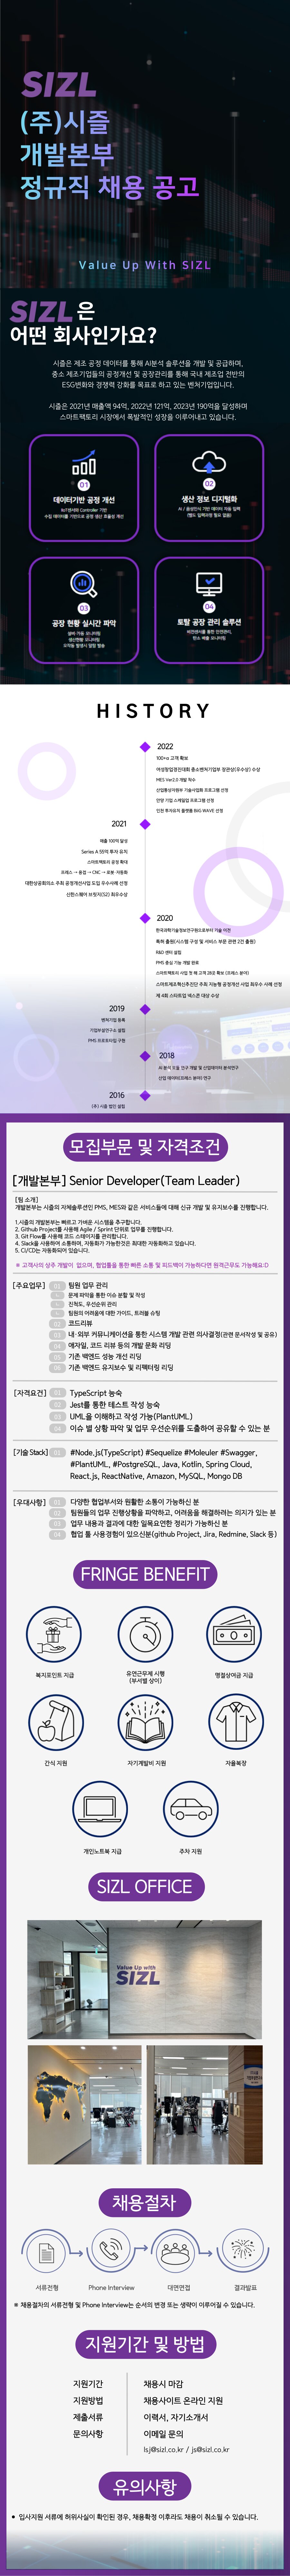 SIZL
(주)시즐
개발본부
정규직 채용 공고
Value Up With SIZL
SIZL은
어떤 회사인가요?
시즐은 제조 공정 데이터를 통해 AI분석 솔루션을 개발 및 공급하며,
중소 제조기업들의 공정개선 및 공장관리를 통해 국내 제조업 전반의
ESG변화와 경쟁력 강화를 목표로 하고 있는 벤처기업입니다.
시즐은 2021년 매출액 94억, 2022년 121억, 2023년 190억을 달성하며
스마트팩토리 시장에서 폭발적인 성장을 이루어내고 있습니다.
01
데이터기반 공정 개선
IoT센서와 Controller 기반
수집 데이터를 기반으로 공정 생산 효율성 개선
02
생산 정보 디지털화
AI / 음성인식 기반 데이터 자동 입력
(별도 입력과정 필요 없음)
03
공장 현황 실시간 파악
설비 가동 모니터링
생산현황 모니터링
오작동 발생시 알람 발송
04
토탈 공장 관리 솔루션
비전센서를 통한 안전관리,
탄소 배출 모니터링
HISTORY
2022
100+α 고객 확보
여성창업경진대회 중소벤처기업부 장관상(우수상) 수상
MES Ver2.0 개발 착수
산업통상자원부 기술사업화 프로그램 선정
안양 기업 스케일업 프로그램 선정
인천 투자유치 플랫폼 BiG WAVE 선정
2021
매출 100억 달성
Series A 55억 투자 유치
스마트팩토리 공정 확대
프레스 → 용접 → CNC → 로봇·자동화
대한상공회의소 주최 공정개선사업 도입 우수사례 선정
신한스퀘어 브릿지(S2) 최우수상
2020
한국과학기술정보연구원으로부터 기술 이전
특허 출원(시스템 구성 및 서비스 부문 관련 2건 출원)
R&D 센터 설립
PMS 중심 기능 개발 완료
스마트팩토리 사업 첫 해 고객 28곳 확보 (프레스 분야)
스마트제조혁신추진단 주최 지능형 공정개선 사업 최우수 사례 선정
제 4회 스타트업 넥스콘 대상 수상
2019
벤처기업 등록
기업부설연구소 설립
PMS 프로토타입 구현
2018
AI 분석 모듈 연구 개발 및 산업데이터 분석연구
산업 데이터(프레스 분야) 연구
2016
(주) 시즐 법인 설립
모집부문 및 자격조건
[개발본부] Senior Developer(Team Leader)
[팀 소개]
개발본부는 시즐의 자체솔루션인 PMS, MES와 같은 서비스들에 대해 신규 개발 및 유지보수를 진행합니다.
1.시즐의 개발본부는 빠르고 가벼운 시스템을 추구합니다.
2. Github Project를 사용해 Agile / Sprint 단위로 업무를 진행합니다.
3. Git Flow를 사용해 코드 스테이지를 관리합니다.
4. Slack을 사용하여 소통하며, 자동화가 가능한것은 최대한 자동화하고 있습니다.
5. CI/CD는 자동화되어 있습니다.
※ 고객사의 상주 개발이 없으며, 협업툴을 통한 빠른 소통 및 피드백이 가능하다면 원격근무도 가능해요:D
[주요업무] 01 팀원 업무 관리
문제 파악을 통한 이슈 분할 및 작성
진척도, 우선순위 관리
팀원의 어려움에 대한 가이드, 트러블 슈팅
02 코드리뷰
03 내·외부 커뮤니케이션을 통한 시스템 개발 관련 의사결정(관련 문서작성 및 공유)
04 애자일, 코드 리뷰 등의 개발 문화 리딩
05 기존 백엔드 성능 개선 리딩
06 기존 백엔드 유지보수 및 리팩터링 리딩
[자격요건] 01 TypeScript 능숙
02 Jest를 통한 테스트 작성 능숙
03 UML을 이해하고 작성 가능(PlantUML)
04 이슈 별 상황 파악 및 업무 우선순위를 도출하여 공유할 수 있는 분
[기술 Stack] 01 #Node.js(TypeScript) #Sequelize #Moleuler #Swagger,
#PlantUML, #PostgreSQL, Java, Kotlin, Spring Cloud,
React.js, ReactNative, Amazon, MySQL, Mongo DB
[우대사항] 01 다양한 협업부서와 원활한 소통이 가능하신 분
02 팀원들의 업무 진행상황을 파악하고, 어려움을 해결하려는 의지가 있는 분
03 업무 내용과 결과에 대한 일목요연한 정리가 가능하신 분
04 협업 툴 사용경험이 있으신분(github Project, Jira, Redmine, Slack 등)
FRINGE BENEFIT
복지포인트 지급
유연근무제 시행
(부서별 상이)
명절상여금 지급
간식 지원
자기계발비 지원
자율복장
개인노트북 지급
주차 지원
SIZL OFFICE
Value Up with
SIZL
채용절차
서류전형
Phone Interview
대면면접
결과발표
※ 채용절차의 서류전형 및 Phone Interview는 순서의 변경 또는 생략이 이루어질 수 있습니다.
지원기간 및 방법
지원기간 채용시 마감
지원방법 채용사이트 온라인 지원
제출서류 이력서, 자기소개서
문의사항 이메일 문의
lsj@sizl.co.kr / js@sizl.co.kr
유의사항
• 입사지원 서류에 허위사실이 확인된 경우, 채용확정 이후라도 채용이 취소될 수 있습니다.